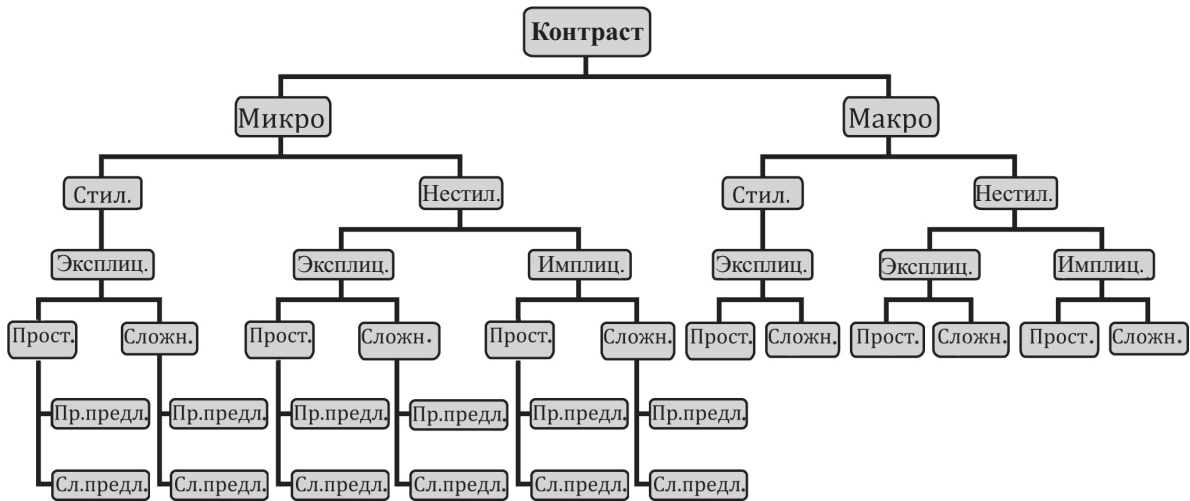 Контраст
Микро Макро
Стил. Нестил. Стил. Нестил.
Эксплиц. Эксплиц. Имплиц. Эксплиц. Эксплиц. Имплиц.
Прост. Сложн. Прост. Сложн. Прост. Сложн. Прост. Сложн. Прост. Сложн. Прост. Сложн.
Пр.предл. Пр.предл. Пр.предл. Пр.предл. Пр.предл. Пр.предл.
Сл.предл. Сл.предл. Сл.предл. Сл.предл. Сл.предл. Сл.предл.